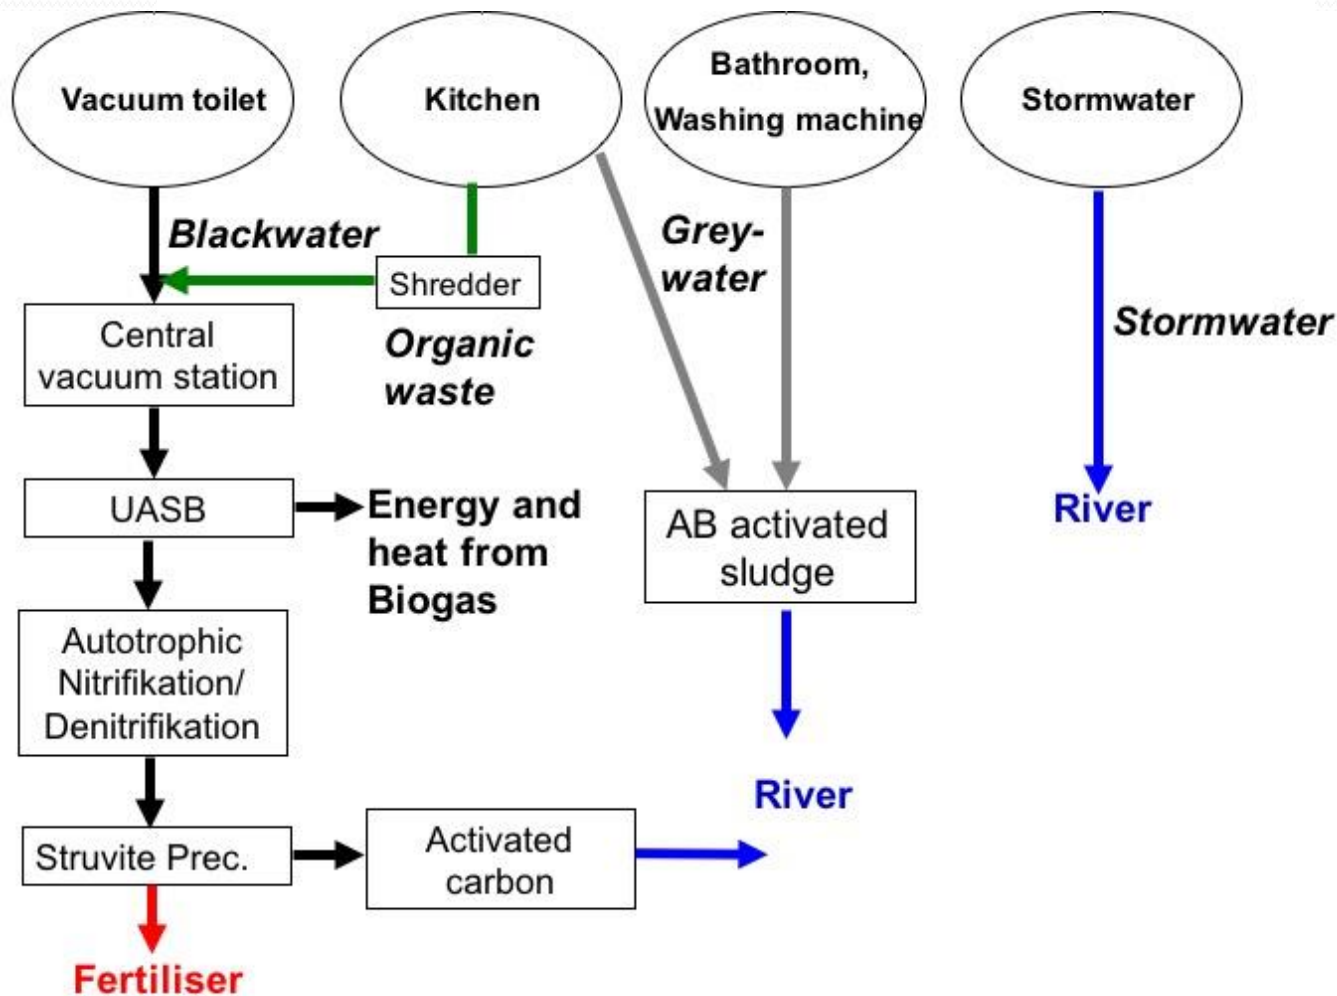 Vacuum toilet
Kitchen
Bathroom,
Washing machine
Stormwater
Blackwater
Grey-
water
Shredder
Organic
waste
Stormwater
Central
vacuum station
UASB
Energy and
heat from
Biogas
AB activated
sludge
River
Autotrophic
Nitrifikation/
Denitrifikation
River
Struvite Prec.
Activated
carbon
Fertiliser